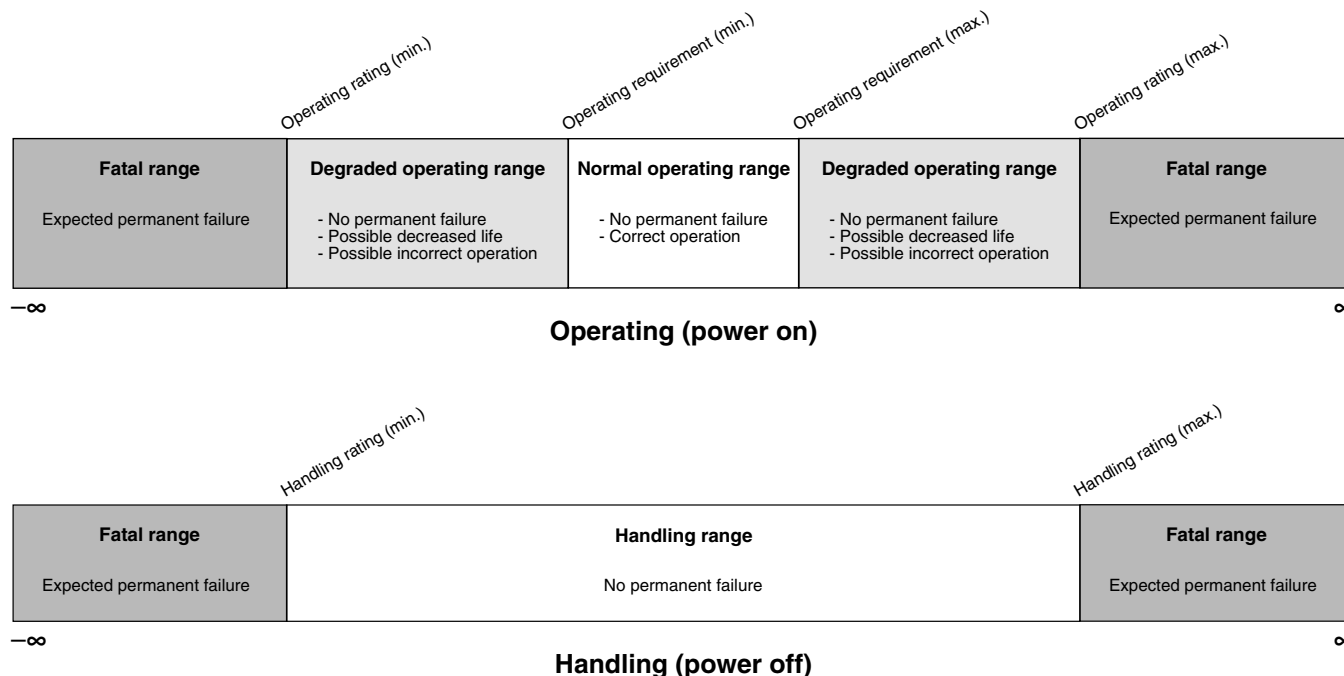 Operating rating (min.)
Operating requirement (min.)
Operating requirement (max.)
Operating rating (max.)
Fatal range
Expected permanent failure
Degraded operating range
- No permanent failure
- Possible decreased life
- Possible incorrect operation
Normal operating range
- No permanent failure
- Correct operation
Degraded operating range
- No permanent failure
- Possible decreased life
- Possible incorrect operation
Fatal range
Expected permanent failure
–∞
∞
Operating (power on)
Handling rating (min.)
Handling rating (max.)
Fatal range
Expected permanent failure
Handling range
No permanent failure
Fatal range
Expected permanent failure
–∞
∞
Handling (power off)